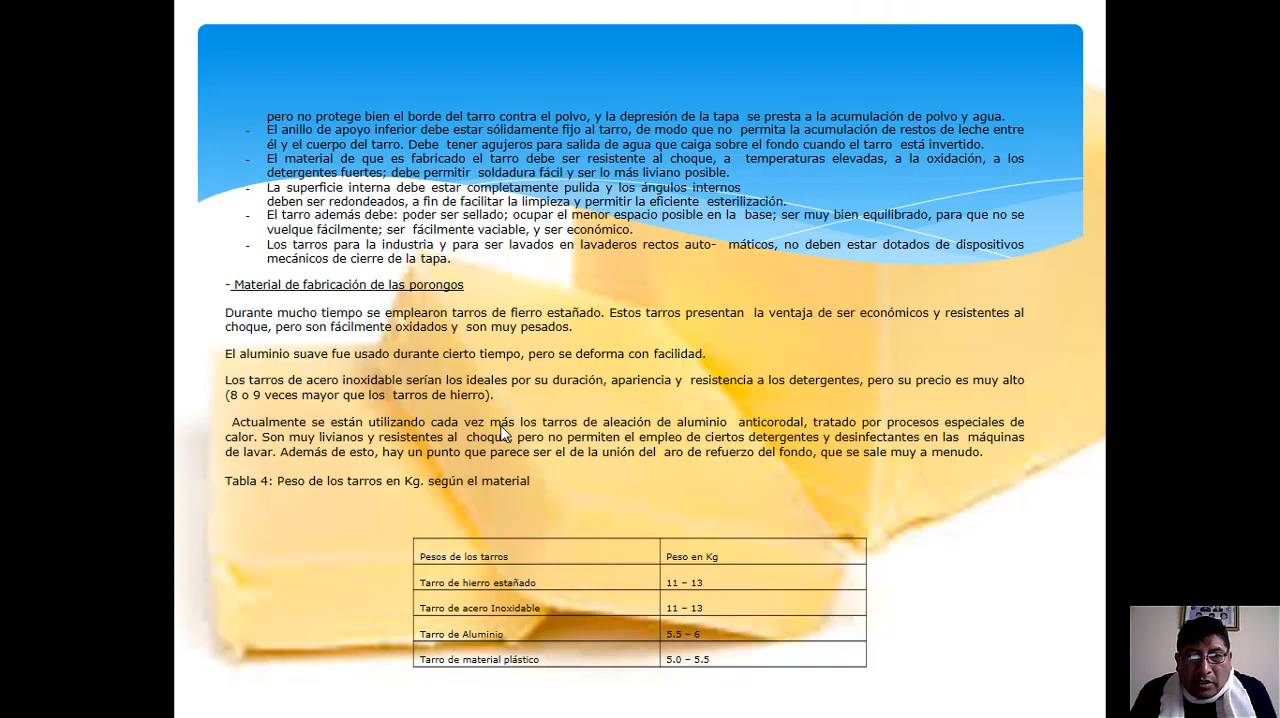 pero no protege bien el borde del tarro contra el polvo, y la depresión de la tapa se presta a la acumulación de polvo y agua.
- El anillo de apoyo inferior debe estar sólidamente fijo al tarro, de modo que no permita la acumulación de restos de leche entre
él y el cuerpo del tarro. Debe tener agujeros para salida de agua que caiga sobre el fondo cuando el tarro está invertido.
- El material de que es fabricado el tarro debe ser resistente al choque, a temperaturas elevadas, a la oxidación, a los
detergentes fuertes; debe permitir soldadura fácil y ser lo más liviano posible.
- La superficie interna debe estar completamente pulida y los ángulos internos
deben ser redondeados, a fin de facilitar la limpieza y permitir la eficiente esterilización.
- El tarro además debe: poder ser sellado; ocupar el menor espacio posible en la base; ser muy bien equilibrado, para que no se
vuelque fácilmente; ser fácilmente vaciable, y ser económico.
- Los tarros para la industria y para ser lavados en lavaderos rectos auto- máticos, no deben estar dotados de dispositivos
mecánicos de cierre de la tapa.
- Material de fabricación de las porongos
Durante mucho tiempo se emplearon tarros de fierro estañado. Estos tarros presentan la ventaja de ser económicos y resistentes al
choque, pero son fácilmente oxidados y son muy pesados.
El aluminio suave fue usado durante cierto tiempo, pero se deforma con facilidad.
Los tarros de acero inoxidable serían los ideales por su duración, apariencia y resistencia a los detergentes, pero su precio es muy alto
(8 o 9 veces mayor que los tarros de hierro).
Actualmente se están utilizando cada vez más los tarros de aleación de aluminio anticorodal, tratado por procesos especiales de
calor. Son muy livianos y resistentes al choque, pero no permiten el empleo de ciertos detergentes y desinfectantes en las máquinas
de lavar. Además de esto, hay un punto que parece ser el de la unión del aro de refuerzo del fondo, que se sale muy a menudo.
Tabla 4: Peso de los tarros en Kg. según el material
Pesos de los tarros Peso en Kg
Tarro de hierro estañado 11 – 13
Tarro de acero Inoxidable 11 – 13
Tarro de Aluminio 5.5 – 6
Tarro de material plástico 5.0 – 5.5